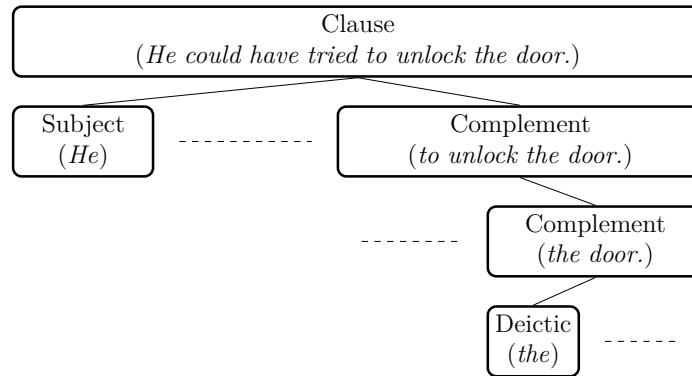 Clause
(He could have tried to unlock the door.)
Subject
(He)
Complement
(to unlock the door.)
Complement
(the door.)
Deictic
(the)